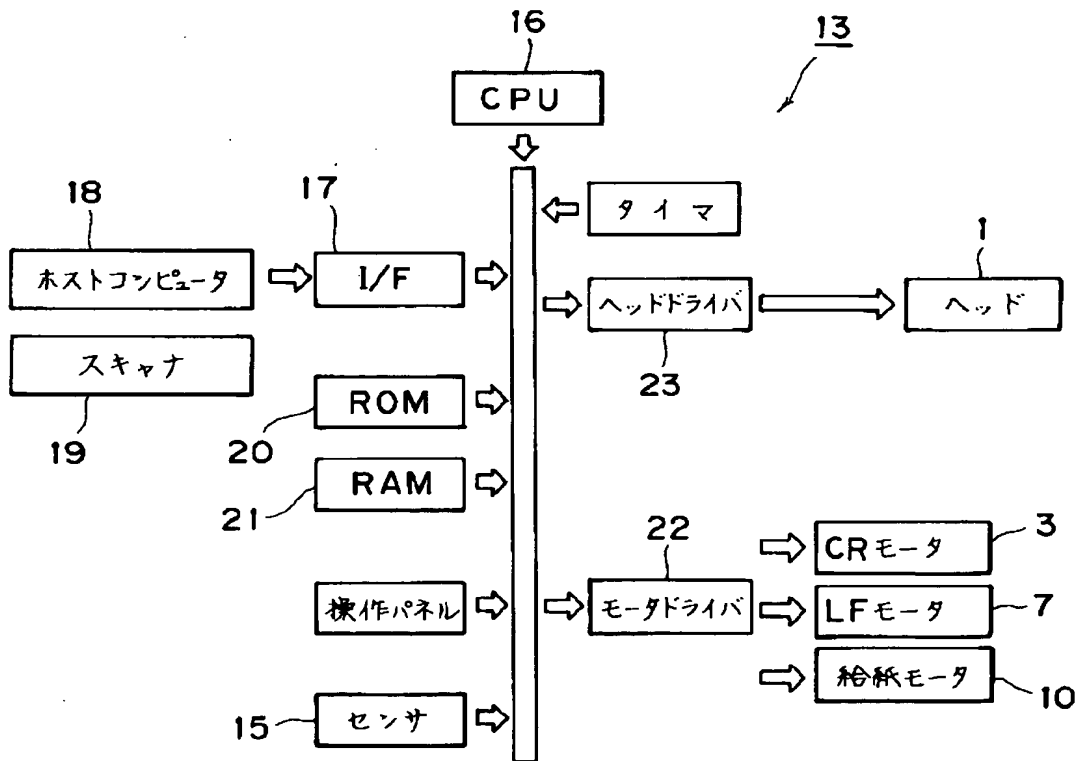 13
16
CPU
タイマ
18
17
1
ホストコンピュータ
I/F
ヘッドドライバ
ヘッド
スキャナ
23
19
ROM
20
RAM
21
22
CRモータ
3
操作パネル
モータドライバ
LFモータ
7
給紙モータ
10
センサ
15